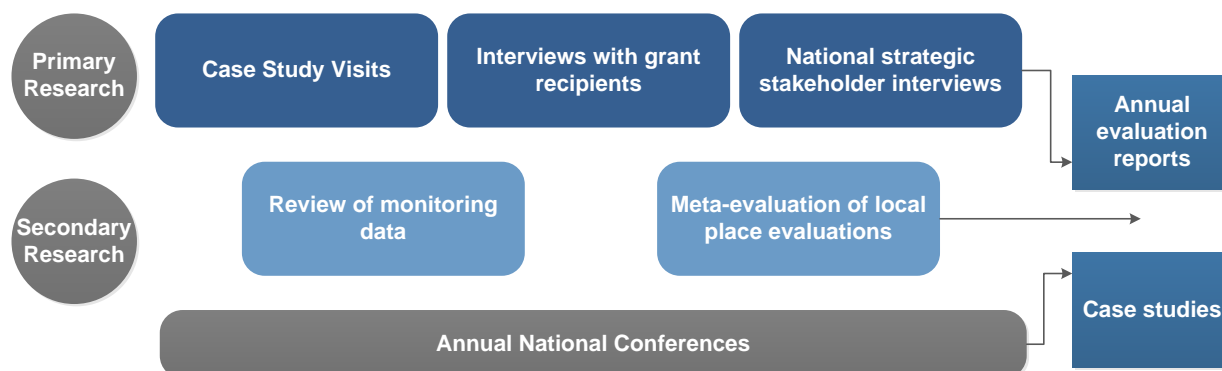 Primary
Research
Case Study Visits
Interviews with grant
recipients
National strategic
stakeholder interviews
Annual
evaluation
reports
Secondary
Research
Review of monitoring
data
Meta-evaluation of local
place evaluations
Case studies
Annual National Conferences